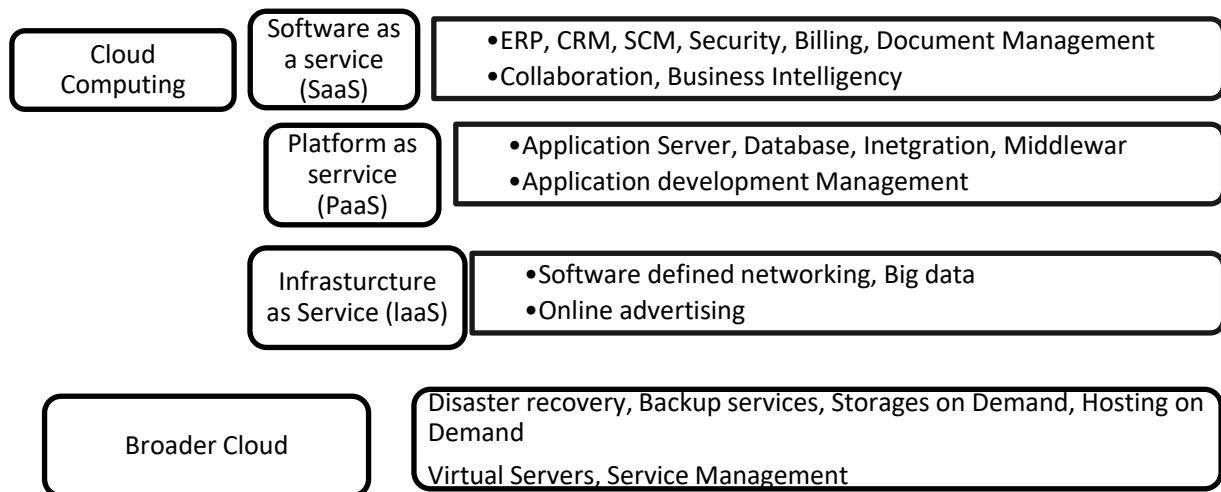 Cloud
Computing
Software as
a service
(SaaS)
•ERP, CRM, SCM, Security, Billing, Document Management
•Collaboration, Business Intelligency
Platform as
serrvice
(PaaS)
•Application Server, Database, Inetgration, Middlewar
•Application development Management
Infrasturcture
as Service (IaaS)
•Software defined networking, Big data
•Online advertising
Broader Cloud
Disaster recovery, Backup services, Storages on Demand, Hosting on
Demand
Virtual Servers, Service Management